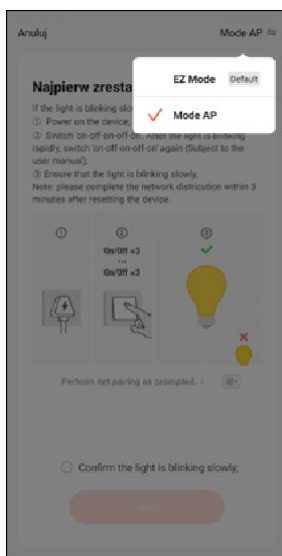 Anuluj
Mode AP
EZ Mode Default
Mode AP
Najpierw zresta
If the light is blinking slo
① Power on the device;
② Switch 'on-off-on-off-on'. After the light is blinking
rapidly, switch 'on-off-on-off-on' again (Subject to the
user manual);
③ Ensure that the light is blinking slowly;
Note: please complete the network distribution within 3
minutes after resetting the device.
① ② ③
On/Off ×3
...
On/Off ×3
Perform net pairing as prompted. >
Confirm the light is blinking slowly;